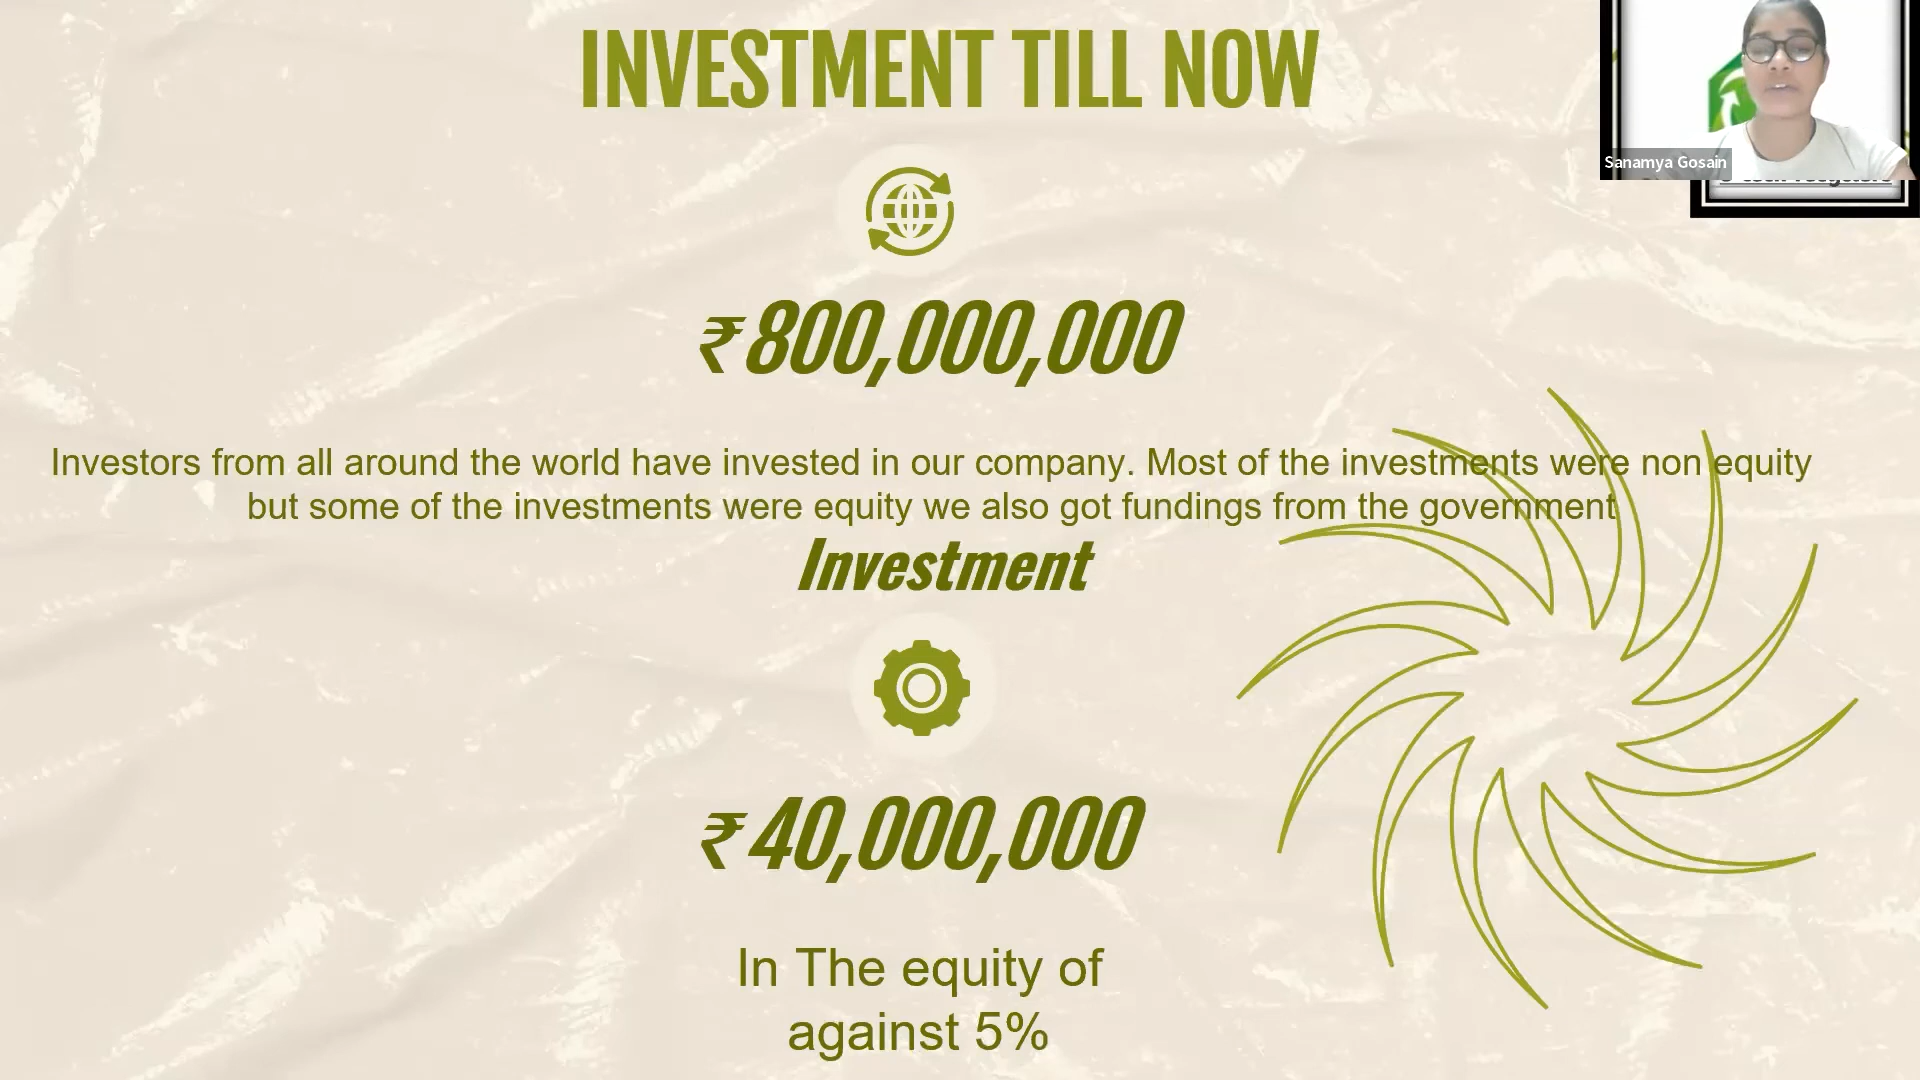 INVESTMENT TILL NOW
Sanamya Gosain
₹800,000,000
Investors from all around the world have invested in our company. Most of the investments were non equity
but some of the investments were equity we also got fundings from the government
Investment
₹40,000,000
In The equity of
against 5%